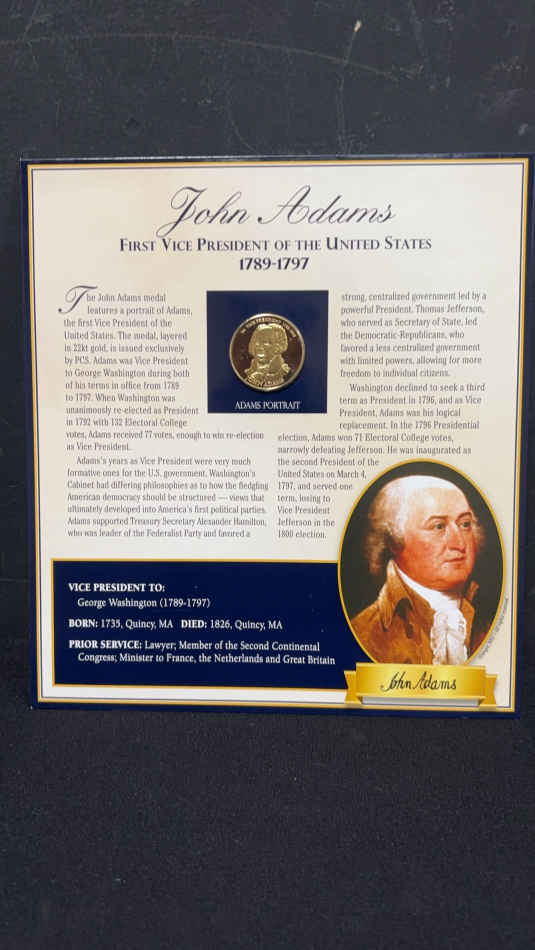 John Adams
FIRST VICE PRESIDENT OF THE UNITED STATES
1789-1797
The John Adams medal
features a portrait of Adams,
the first Vice President of the
United States. The medal, layered
in 22kt gold, is issued exclusively
by PCS. Adams was Vice President
to George Washington during both
of his terms in office from 1789
to 1797. When Washington was
unanimously re-elected as President
in 1792 with 132 Electoral College
votes, Adams received 77 votes, enough to win re-election
as Vice President.
Adams's years as Vice President were very much
formative ones for the U.S. government. Washington's
Cabinet had differing philosophies as to how the fledgling
American democracy should be structured — views that
ultimately developed into America's first political parties.
Adams supported Treasury Secretary Alexander Hamilton,
who was leader of the Federalist Party and favored a
JOHN ADAMS
ADAMS PORTRAIT
strong, centralized government led by a
powerful President. Thomas Jefferson,
who served as Secretary of State, led
the Democratic-Republicans, who
favored a less centralized government
with limited powers, allowing for more
freedom to individual citizens.
Washington declined to seek a third
term as President in 1796, and as Vice
President, Adams was his logical
replacement. In the 1796 Presidential
election, Adams won 71 Electoral College votes,
narrowly defeating Jefferson. He was inaugurated as
the second President of the
United States on March 4,
1797, and served one
term, losing to
Vice President
Jefferson in the
1800 election.
VICE PRESIDENT TO:
George Washington (1789-1797)
BORN: 1735, Quincy, MA DIED: 1826, Quincy, MA
PRIOR SERVICE: Lawyer; Member of the Second Continental
Congress; Minister to France, the Netherlands and Great Britain
John Adams